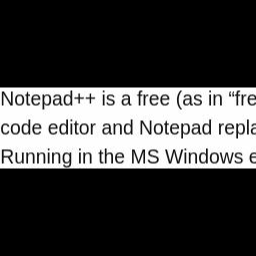 Notepad++ is a free (as in “fre
code editor and Notepad repla
Running in the MS Windows e